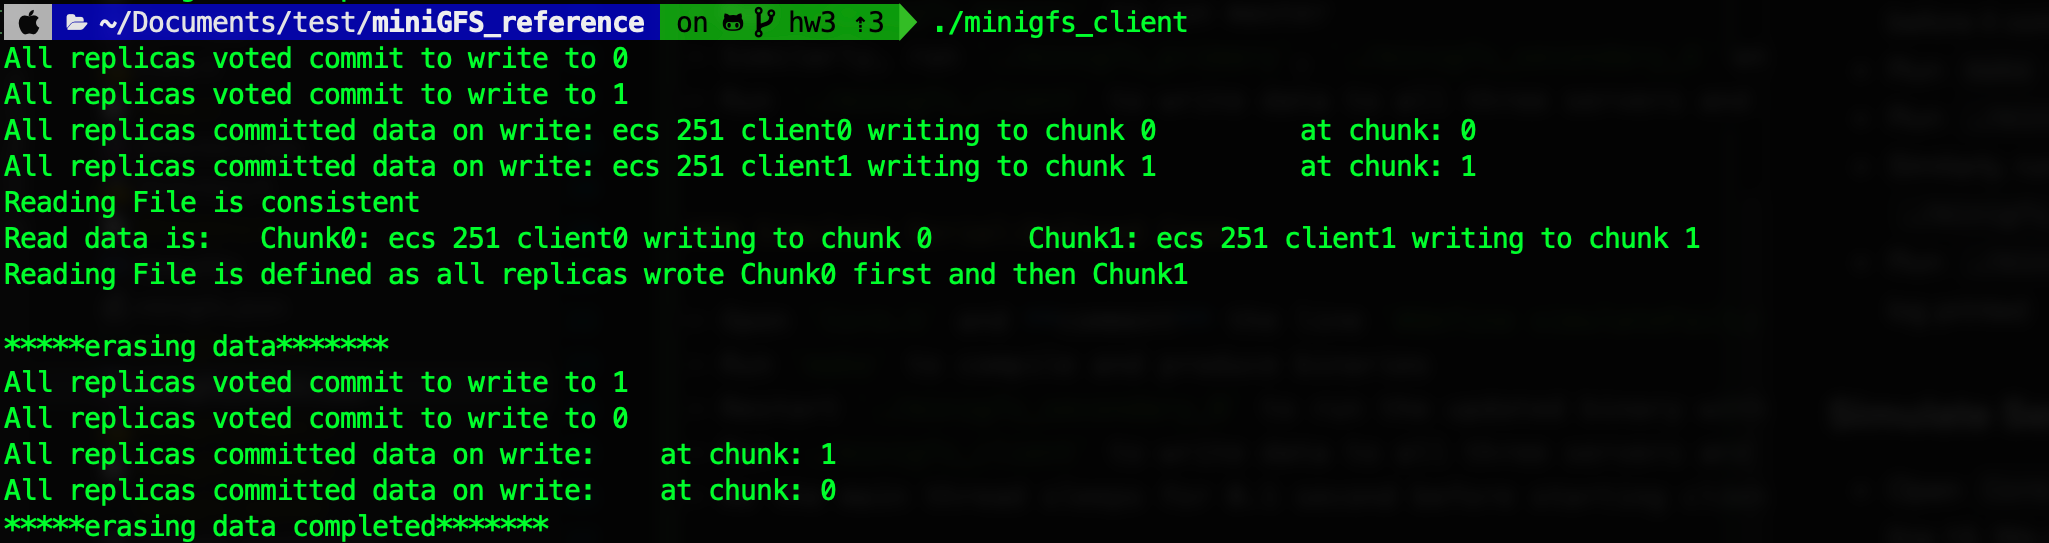 ~/Documents/test/miniGFS_reference on hw3 ⇡3 ./minigfs_client
All replicas voted commit to write to 0
All replicas voted commit to write to 1
All replicas committed data on write: ecs 251 client0 writing to chunk 0 at chunk: 0
All replicas committed data on write: ecs 251 client1 writing to chunk 1 at chunk: 1
Reading File is consistent
Read data is: Chunk0: ecs 251 client0 writing to chunk 0 Chunk1: ecs 251 client1 writing to chunk 1
Reading File is defined as all replicas wrote Chunk0 first and then Chunk1
*****erasing data*******
All replicas voted commit to write to 1
All replicas voted commit to write to 0
All replicas committed data on write: at chunk: 1
All replicas committed data on write: at chunk: 0
*****erasing data completed*******